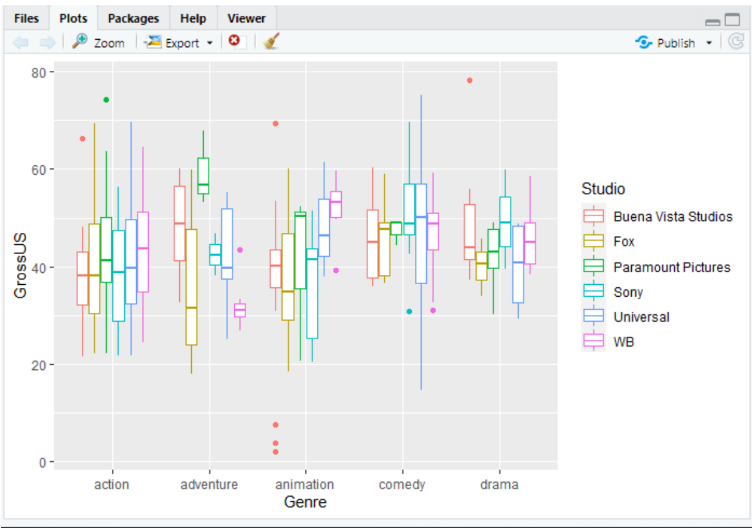 Files Plots Packages Help Viewer
Zoom Export Publish
80
60
40
20
0
GrossUS
action adventure animation comedy drama
Genre
Studio
Buena Vista Studios
Fox
Paramount Pictures
Sony
Universal
WB